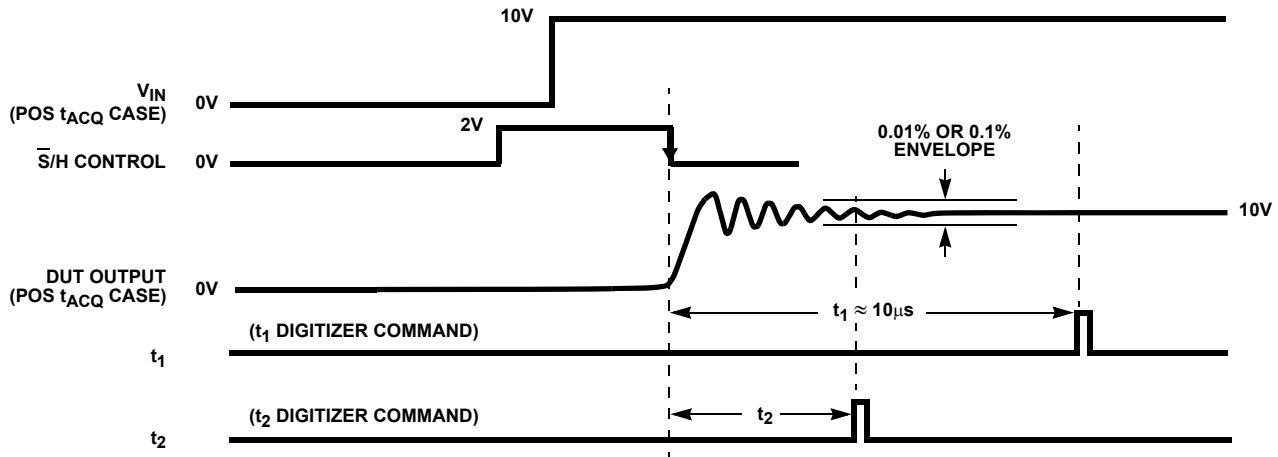 10V
V_IN
(POS t_ACQ CASE)
0V
2V
S̅/H CONTROL
0V
0.01% OR 0.1%
ENVELOPE
10V
DUT OUTPUT
(POS t_ACQ CASE)
0V
t₁ ≈ 10μs
(t₁ DIGITIZER COMMAND)
t₁
(t₂ DIGITIZER COMMAND)
t₂
t₂